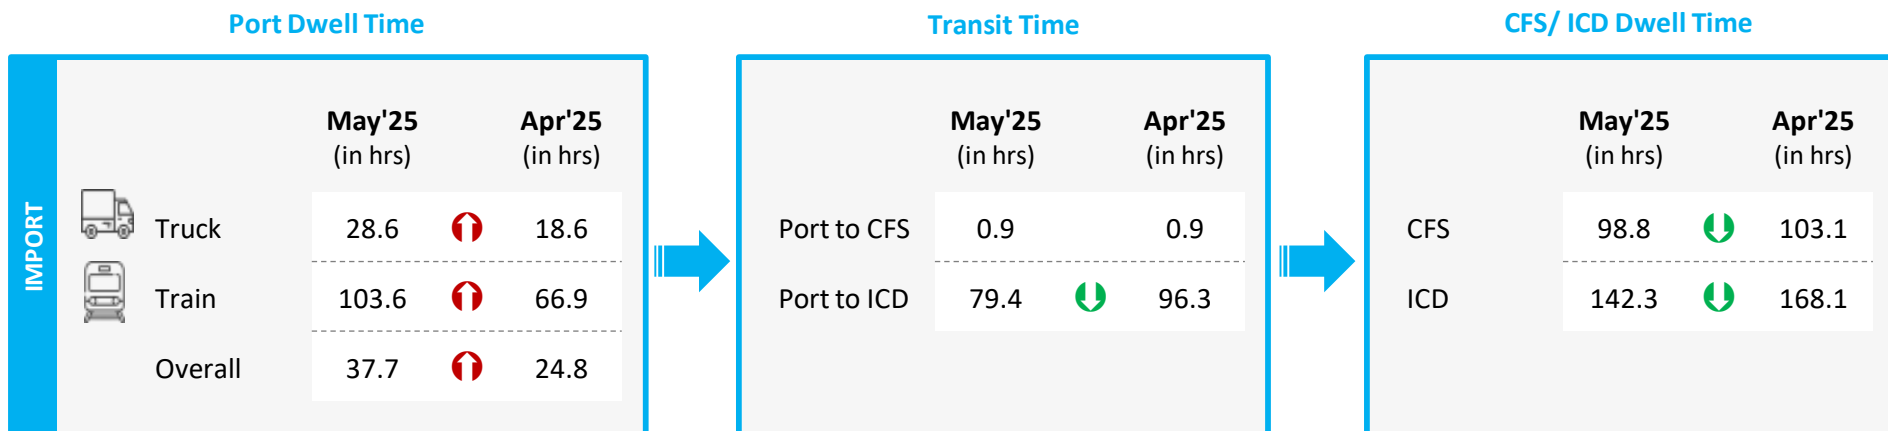 Port Dwell Time
Transit Time
CFS/ ICD Dwell Time
IMPORT
May'25 Apr'25
(in hrs) (in hrs)
Truck 28.6 18.6
Train 103.6 66.9
Overall 37.7 24.8
May'25 Apr'25
(in hrs) (in hrs)
Port to CFS 0.9 0.9
Port to ICD 79.4 96.3
May'25 Apr'25
(in hrs) (in hrs)
CFS 98.8 103.1
ICD 142.3 168.1